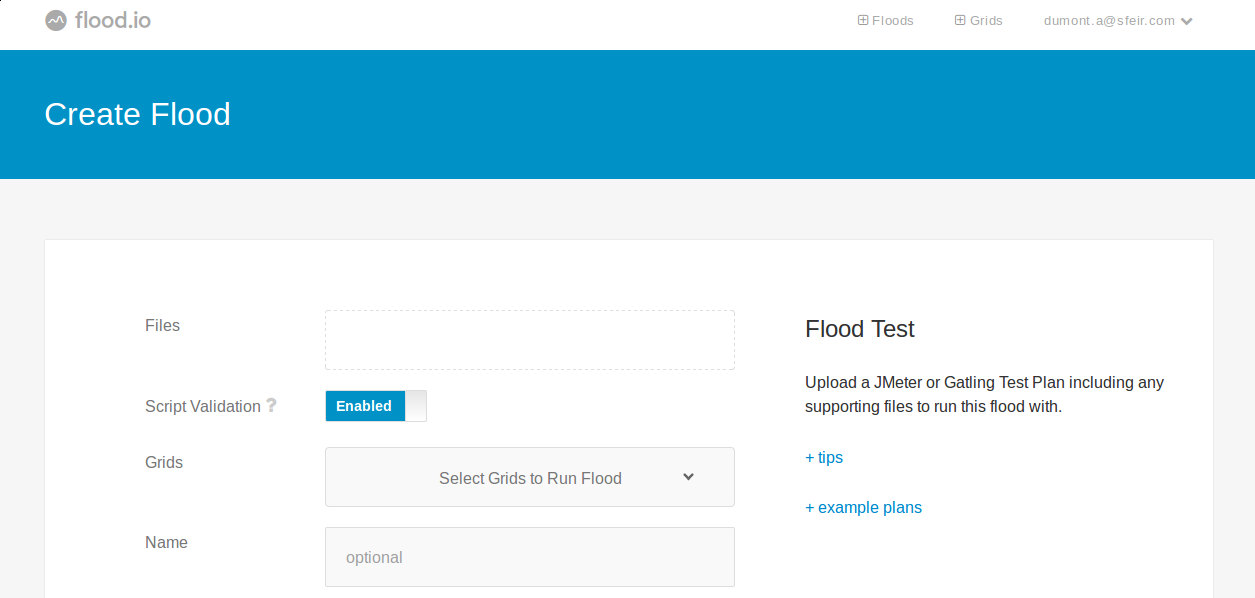 flood.io
Floods
Grids
dumont.a@sfeir.com
Create Flood
Files
Script Validation ?
Enabled
Grids
Select Grids to Run Flood
Name
optional
Flood Test
Upload a JMeter or Gatling Test Plan including any
supporting files to run this flood with.
+ tips
+ example plans